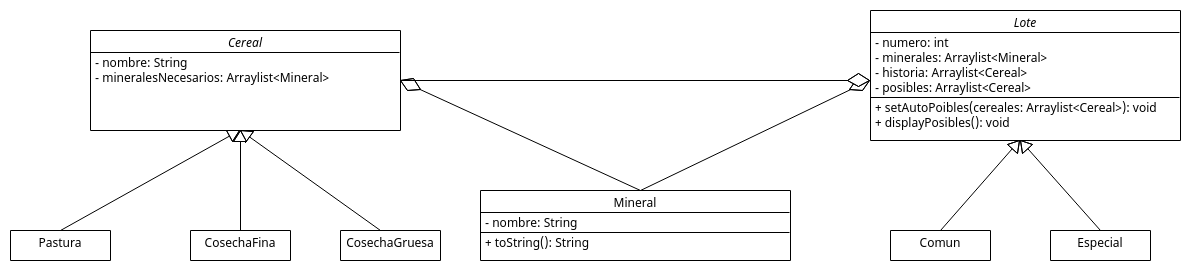 Cereal
- nombre: String
- mineralesNecesarios: Arraylist<Mineral>
Lote
- numero: int
- minerales: Arraylist<Mineral>
- historia: Arraylist<Cereal>
- posibles: Arraylist<Cereal>
+ setAutoPoibles(cereales: Arraylist<Cereal>): void
+ displayPosibles(): void
Mineral
- nombre: String
+ toString(): String
Pastura
CosechaFina
CosechaGruesa
Comun
Especial